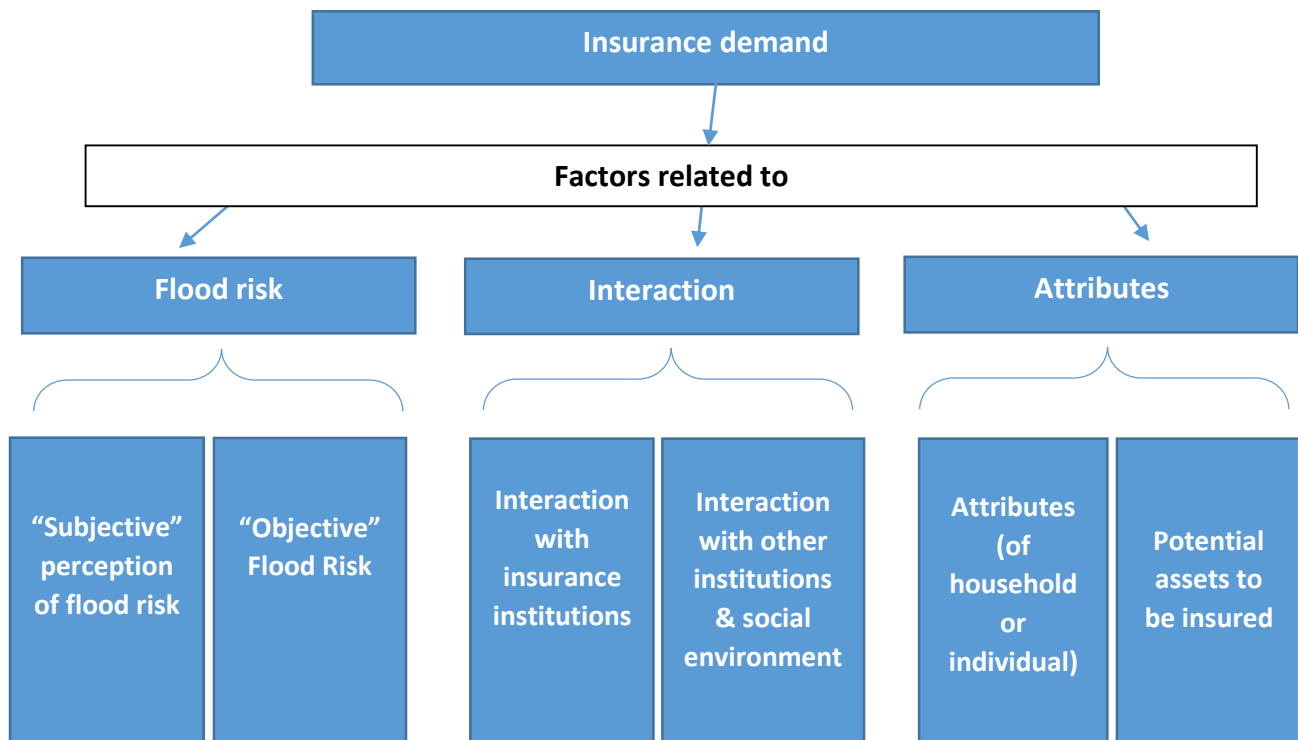 Insurance demand
Factors related to
Flood risk
Interaction
Attributes
“Subjective”
perception
of flood risk
“Objective”
Flood Risk
Interaction
with
insurance
institutions
Interaction
with other
institutions
& social
environment
Attributes
(of
household
or
individual)
Potential
assets to
be insured